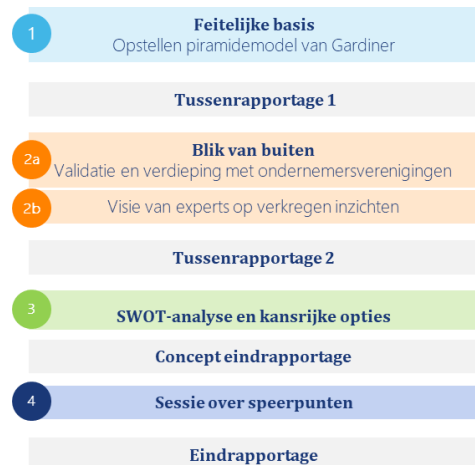 1
Feitelijke basis
Opstellen piramidemodel van Gardiner
Tussenrapportage 1
2a
Blik van buiten
Validatie en verdieping met ondernemersverenigingen
2b
Visie van experts op verkregen inzichten
Tussenrapportage 2
3
SWOT-analyse en kansrijke opties
Concept eindrapportage
4
Sessie over speerpunten
Eindrapportage